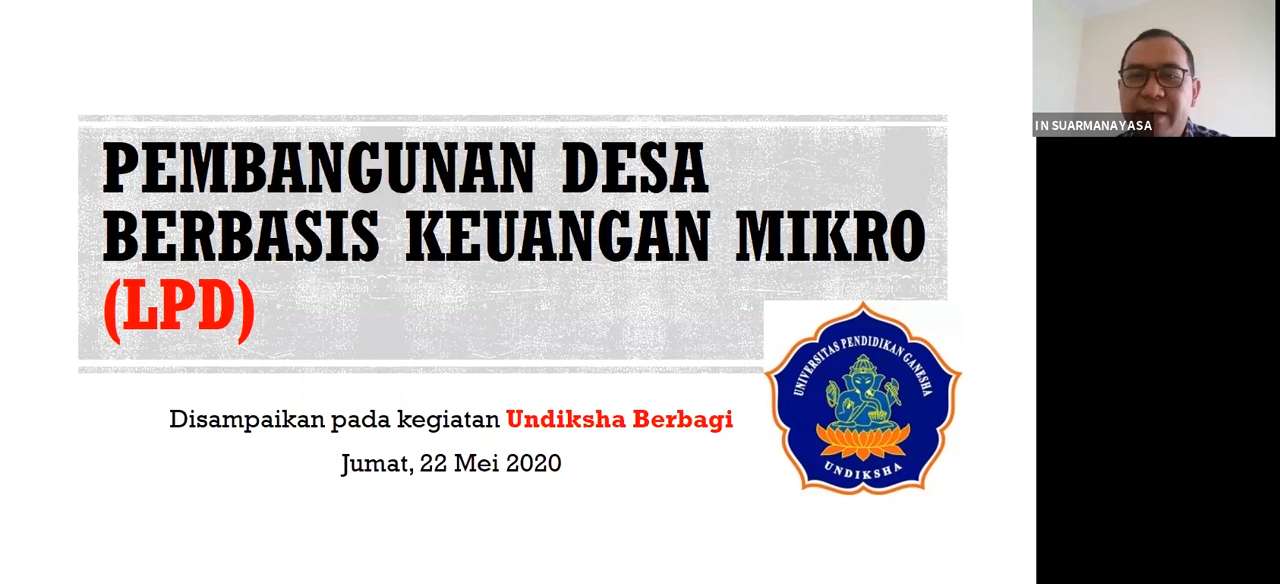 PEMBANGUNAN DESA
BERBASIS KEUANGAN MIKRO
(LPD)
Disampaikan pada kegiatan Undiksha Berbagi
Jumat, 22 Mei 2020
UNIVERSITAS PENDIDIKAN GANESHA
UNDIKSHA
I N SUARMANAYASA